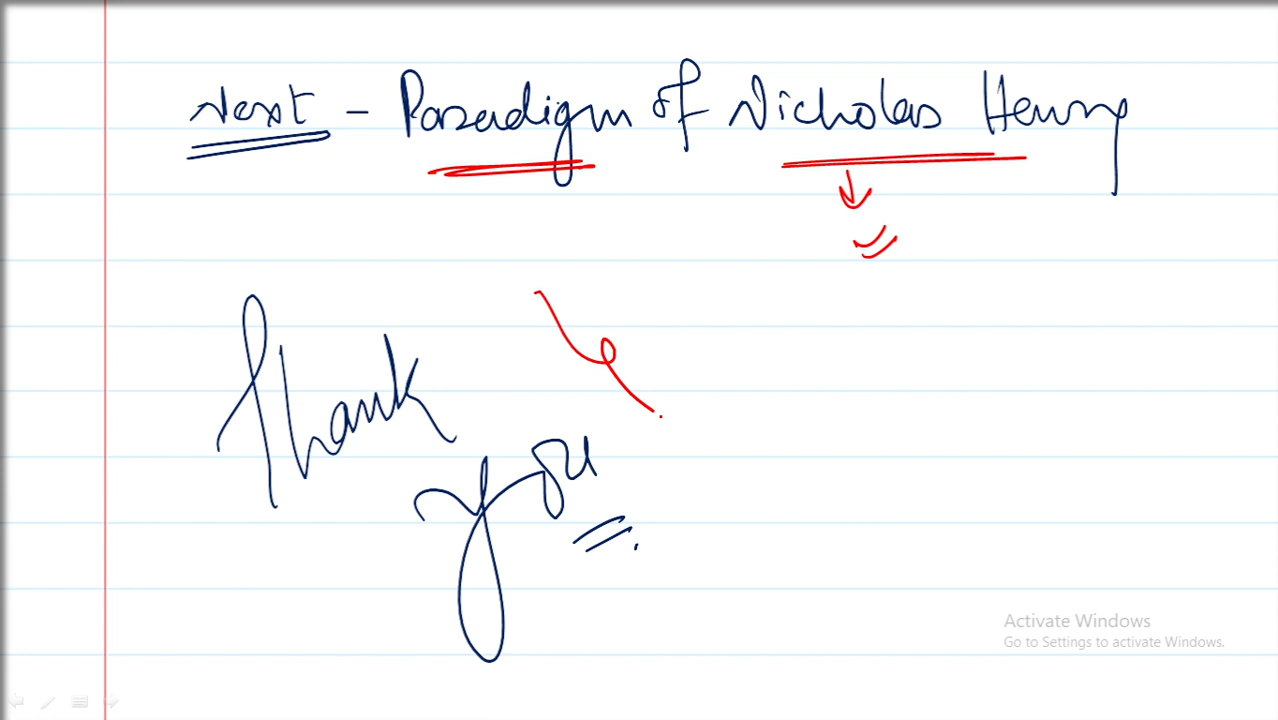 Next - Paradigm of Nicholas Henry
Thank
you
Activate Windows
Go to Settings to activate Windows.